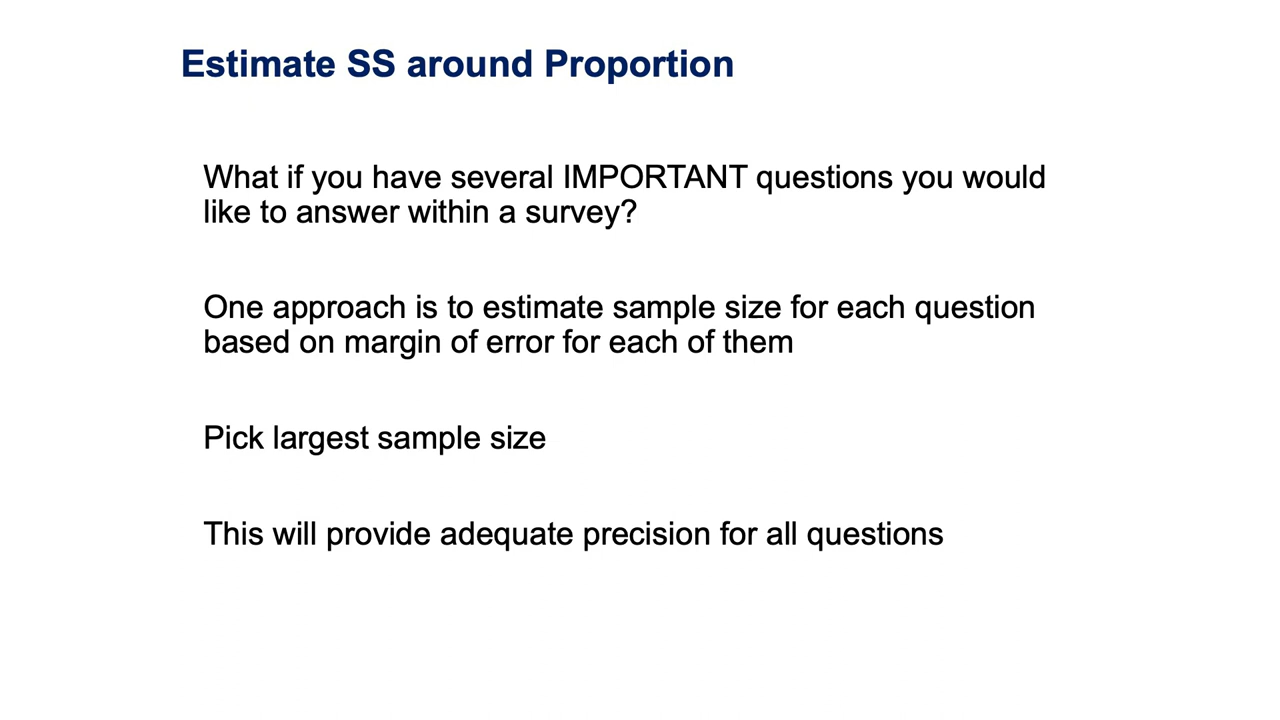 Estimate SS around Proportion
What if you have several IMPORTANT questions you would
like to answer within a survey?
One approach is to estimate sample size for each question
based on margin of error for each of them
Pick largest sample size
This will provide adequate precision for all questions